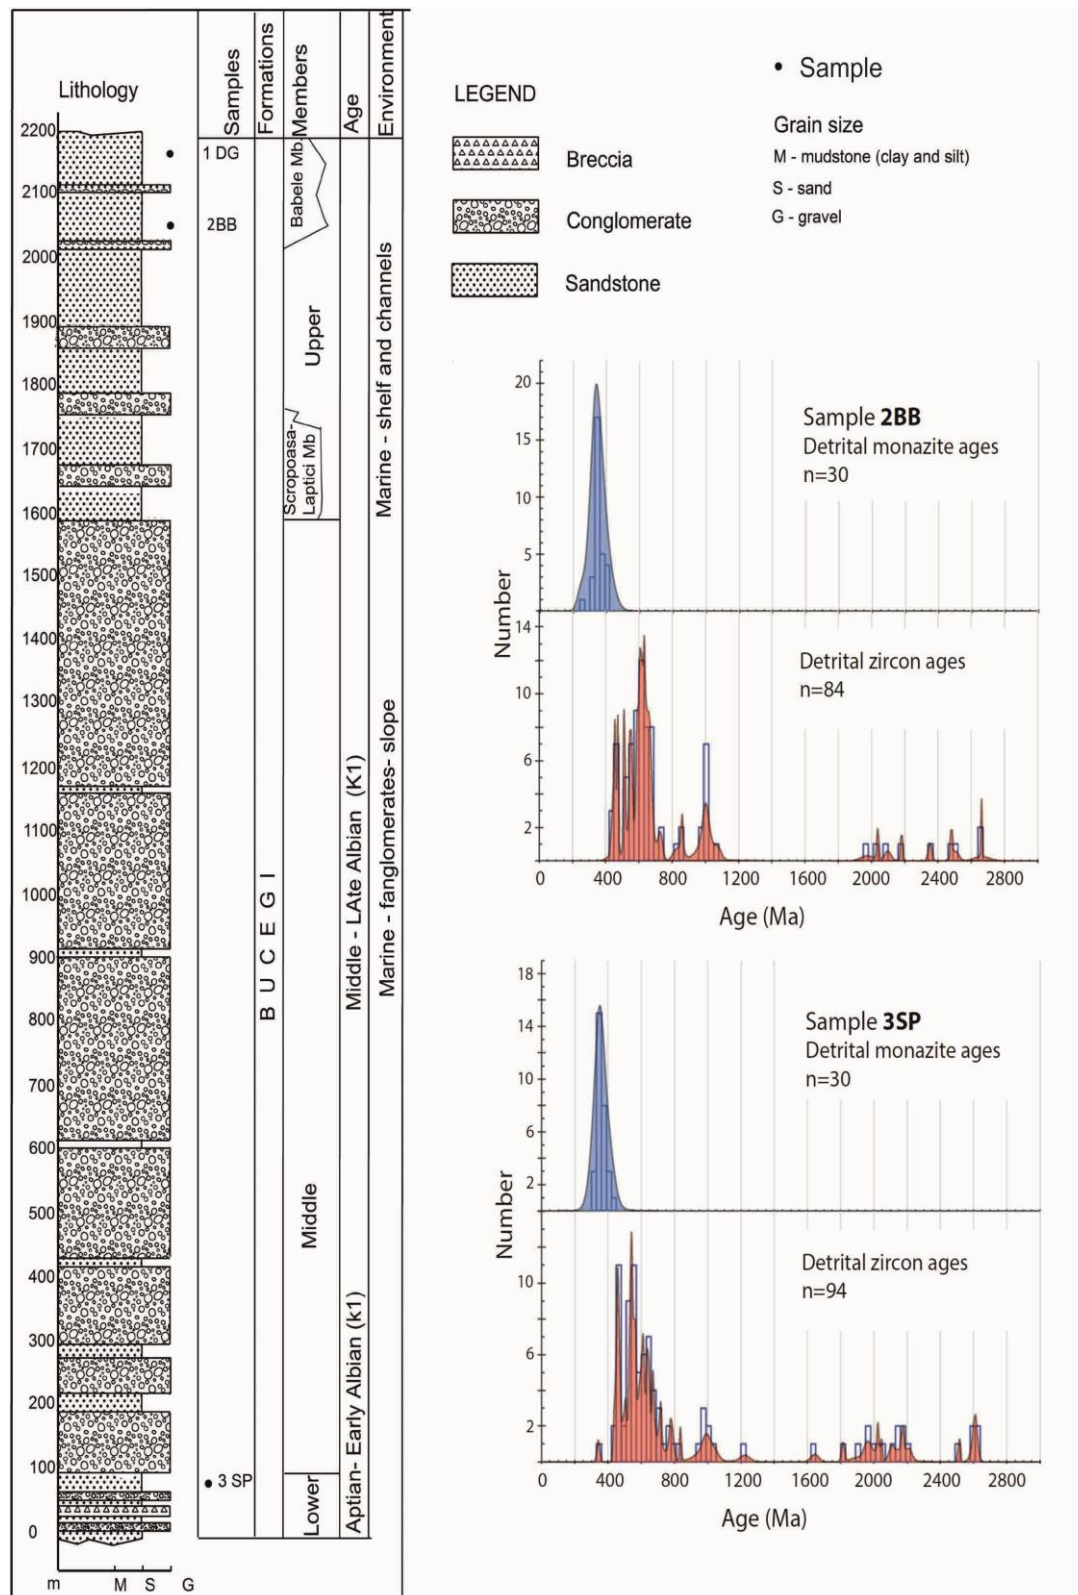 Lithology
Samples
Formations
Members
Age
Environment
2200
2100
2000
1900
1800
1700
1600
1500
1400
1300
1200
1100
1000
900
800
700
600
500
400
300
200
100
0
m
M
S
G
1 DG
2BB
3 SP
BUCEGI
Babele Mb.
Upper
Scropoasa-
Laptici Mb
Middle
Lower
Middle - LAte Albian (K1)
Aptian- Early Albian (k1)
Marine - shelf and channels
Marine - fanglomerates- slope
LEGEND
Breccia
Conglomerate
Sandstone
• Sample
Grain size
M - mudstone (clay and silt)
S - sand
G - gravel
20
15
10
5
Sample 2BB
Detrital monazite ages
n=30
Number
14
10
6
2
Detrital zircon ages
n=84
0 400 800 1200 1600 2000 2400 2800
Age (Ma)
18
14
10
6
2
Sample 3SP
Detrital monazite ages
n=30
Number
10
6
2
Detrital zircon ages
n=94
0 400 800 1200 1600 2000 2400 2800
Age (Ma)